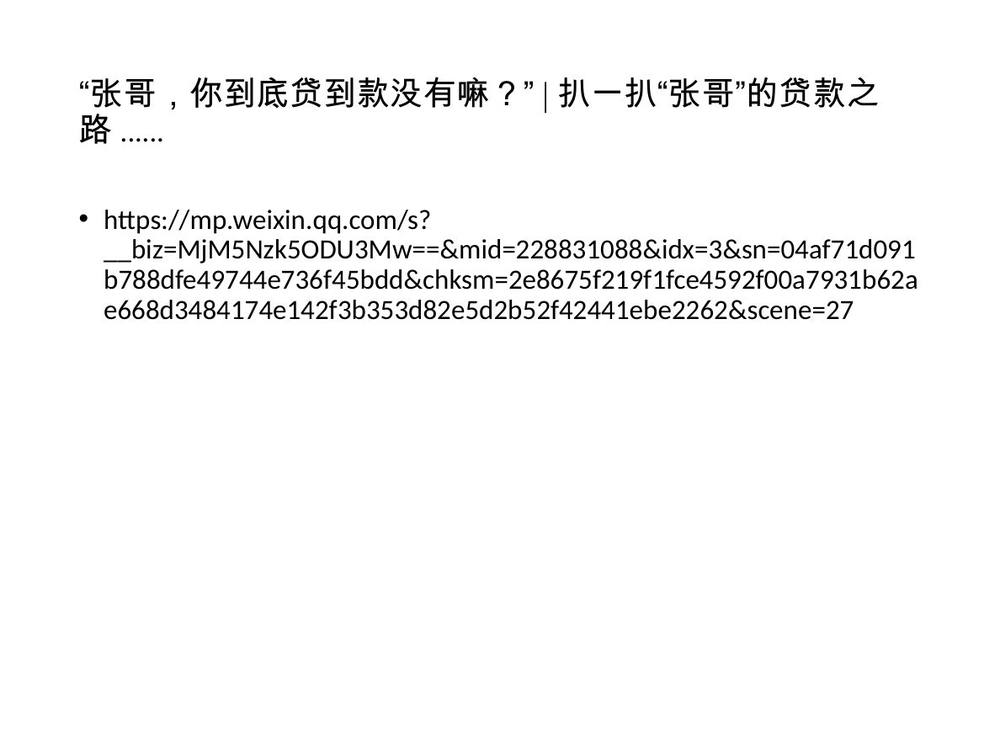 “张哥，你到底贷到款没有嘛？”| 扒一扒“张哥”的贷款之
路 ......
• https://mp.weixin.qq.com/s?
__biz=MjM5Nzk5ODU3Mw==&mid=228831088&idx=3&sn=04af71d091
b788dfe49744e736f45bdd&chksm=2e8675f219f1fce4592f00a7931b62a
e668d3484174e142f3b353d82e5d2b52f42441ebe2262&scene=27